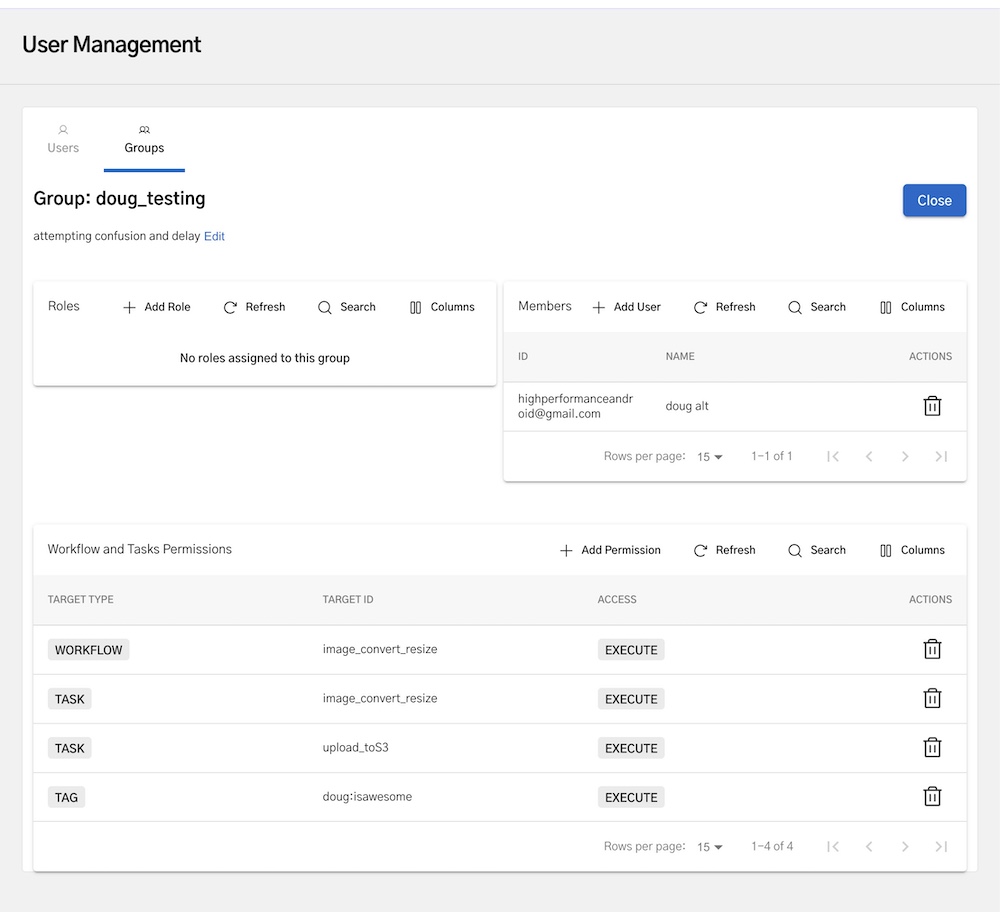 User Management
Users
Groups
Group: doug_testing
Close
attempting confusion and delay Edit
Roles
Add Role
Refresh
Search
Columns
No roles assigned to this group
Members
Add User
Refresh
Search
Columns
ID
NAME
ACTIONS
highperformanceandr
oid@gmail.com
doug alt
Rows per page: 15
1-1 of 1
Workflow and Tasks Permissions
Add Permission
Refresh
Search
Columns
TARGET TYPE
TARGET ID
ACCESS
ACTIONS
WORKFLOW
image_convert_resize
EXECUTE
TASK
image_convert_resize
EXECUTE
TASK
upload_toS3
EXECUTE
TAG
doug:isawesome
EXECUTE
Rows per page: 15
1-4 of 4